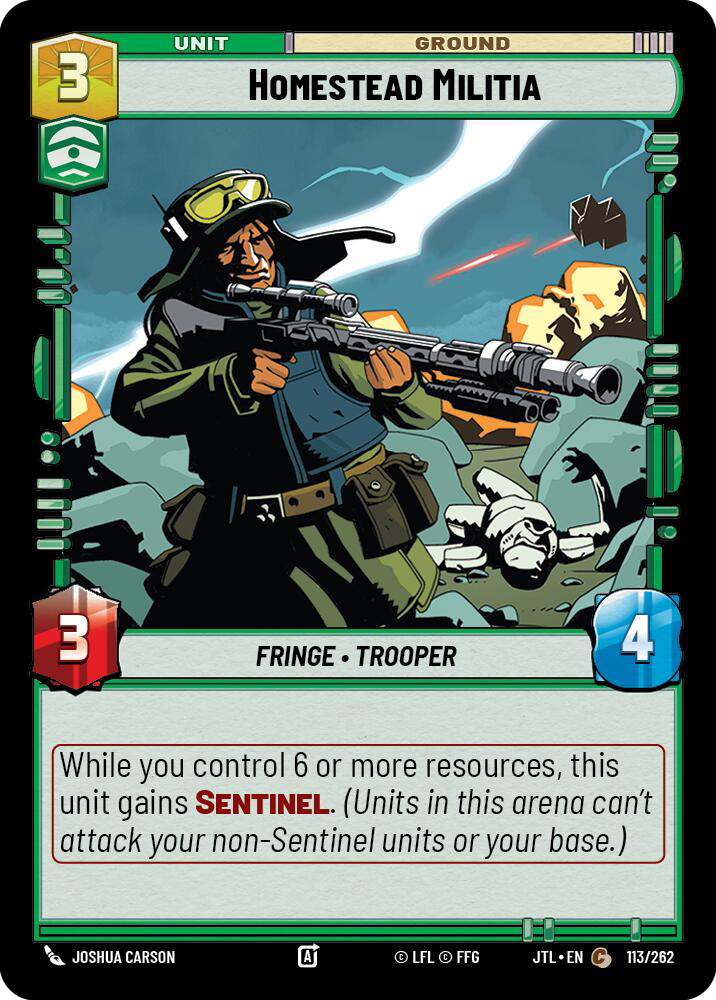 UNIT
GROUND
3
HOMESTEAD MILITIA
3
4
FRINGE • TROOPER
While you control 6 or more resources, this
unit gains SENTINEL. (Units in this arena can't
attack your non-Sentinel units or your base.)
JOSHUA CARSON
A
© LFL © FFG
JTL • EN
C
113/262